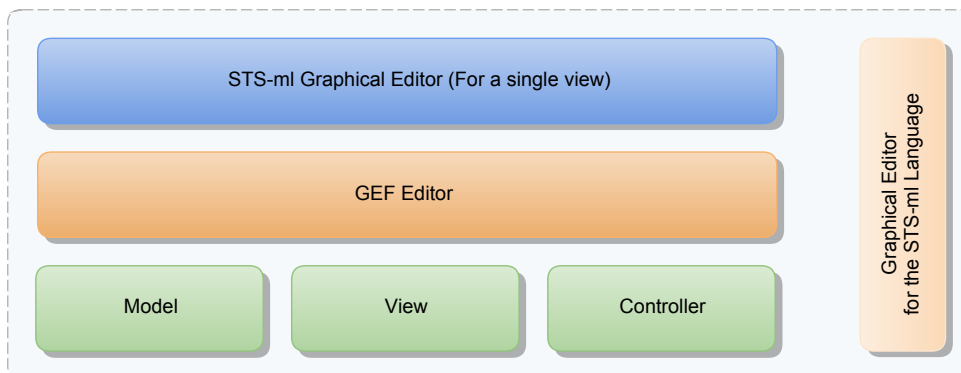 STS-ml Graphical Editor (For a single view)
GEF Editor
Model
View
Controller
Graphical Editor
for the STS-ml Language